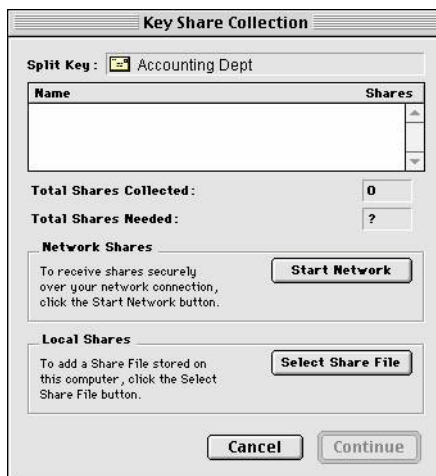 Key Share Collection
Split Key: Accounting Dept
Name Shares
Total Shares Collected: 0
Total Shares Needed: ?
Network Shares
To receive shares securely
over your network connection,
click the Start Network button.
Start Network
Local Shares
To add a Share File stored on
this computer, click the Select
Share File button.
Select Share File
Cancel Continue